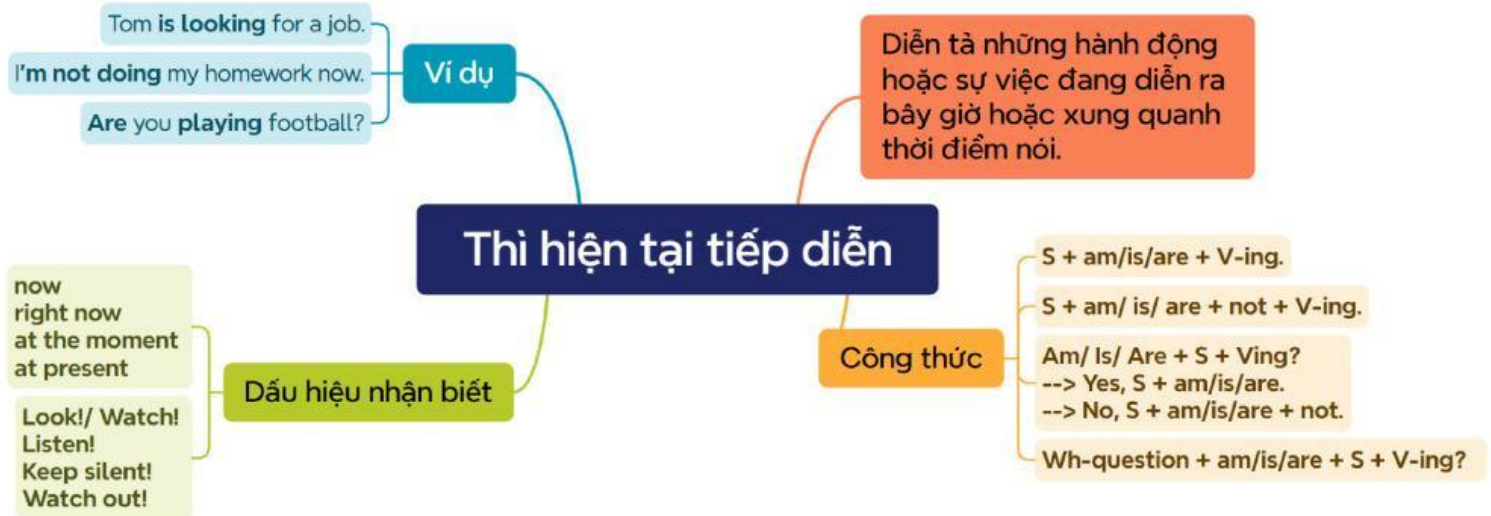 Thì hiện tại tiếp diễn
Ví dụ
Tom is looking for a job.
I'm not doing my homework now.
Are you playing football?
Diễn tả những hành động
hoặc sự việc đang diễn ra
bây giờ hoặc xung quanh
thời điểm nói.
Dấu hiệu nhận biết
now
right now
at the moment
at present
Look!/ Watch!
Listen!
Keep silent!
Watch out!
Công thức
S + am/is/are + V-ing.
S + am/ is/ are + not + V-ing.
Am/ Is/ Are + S + Ving?
--> Yes, S + am/is/are.
--> No, S + am/is/are + not.
Wh-question + am/is/are + S + V-ing?